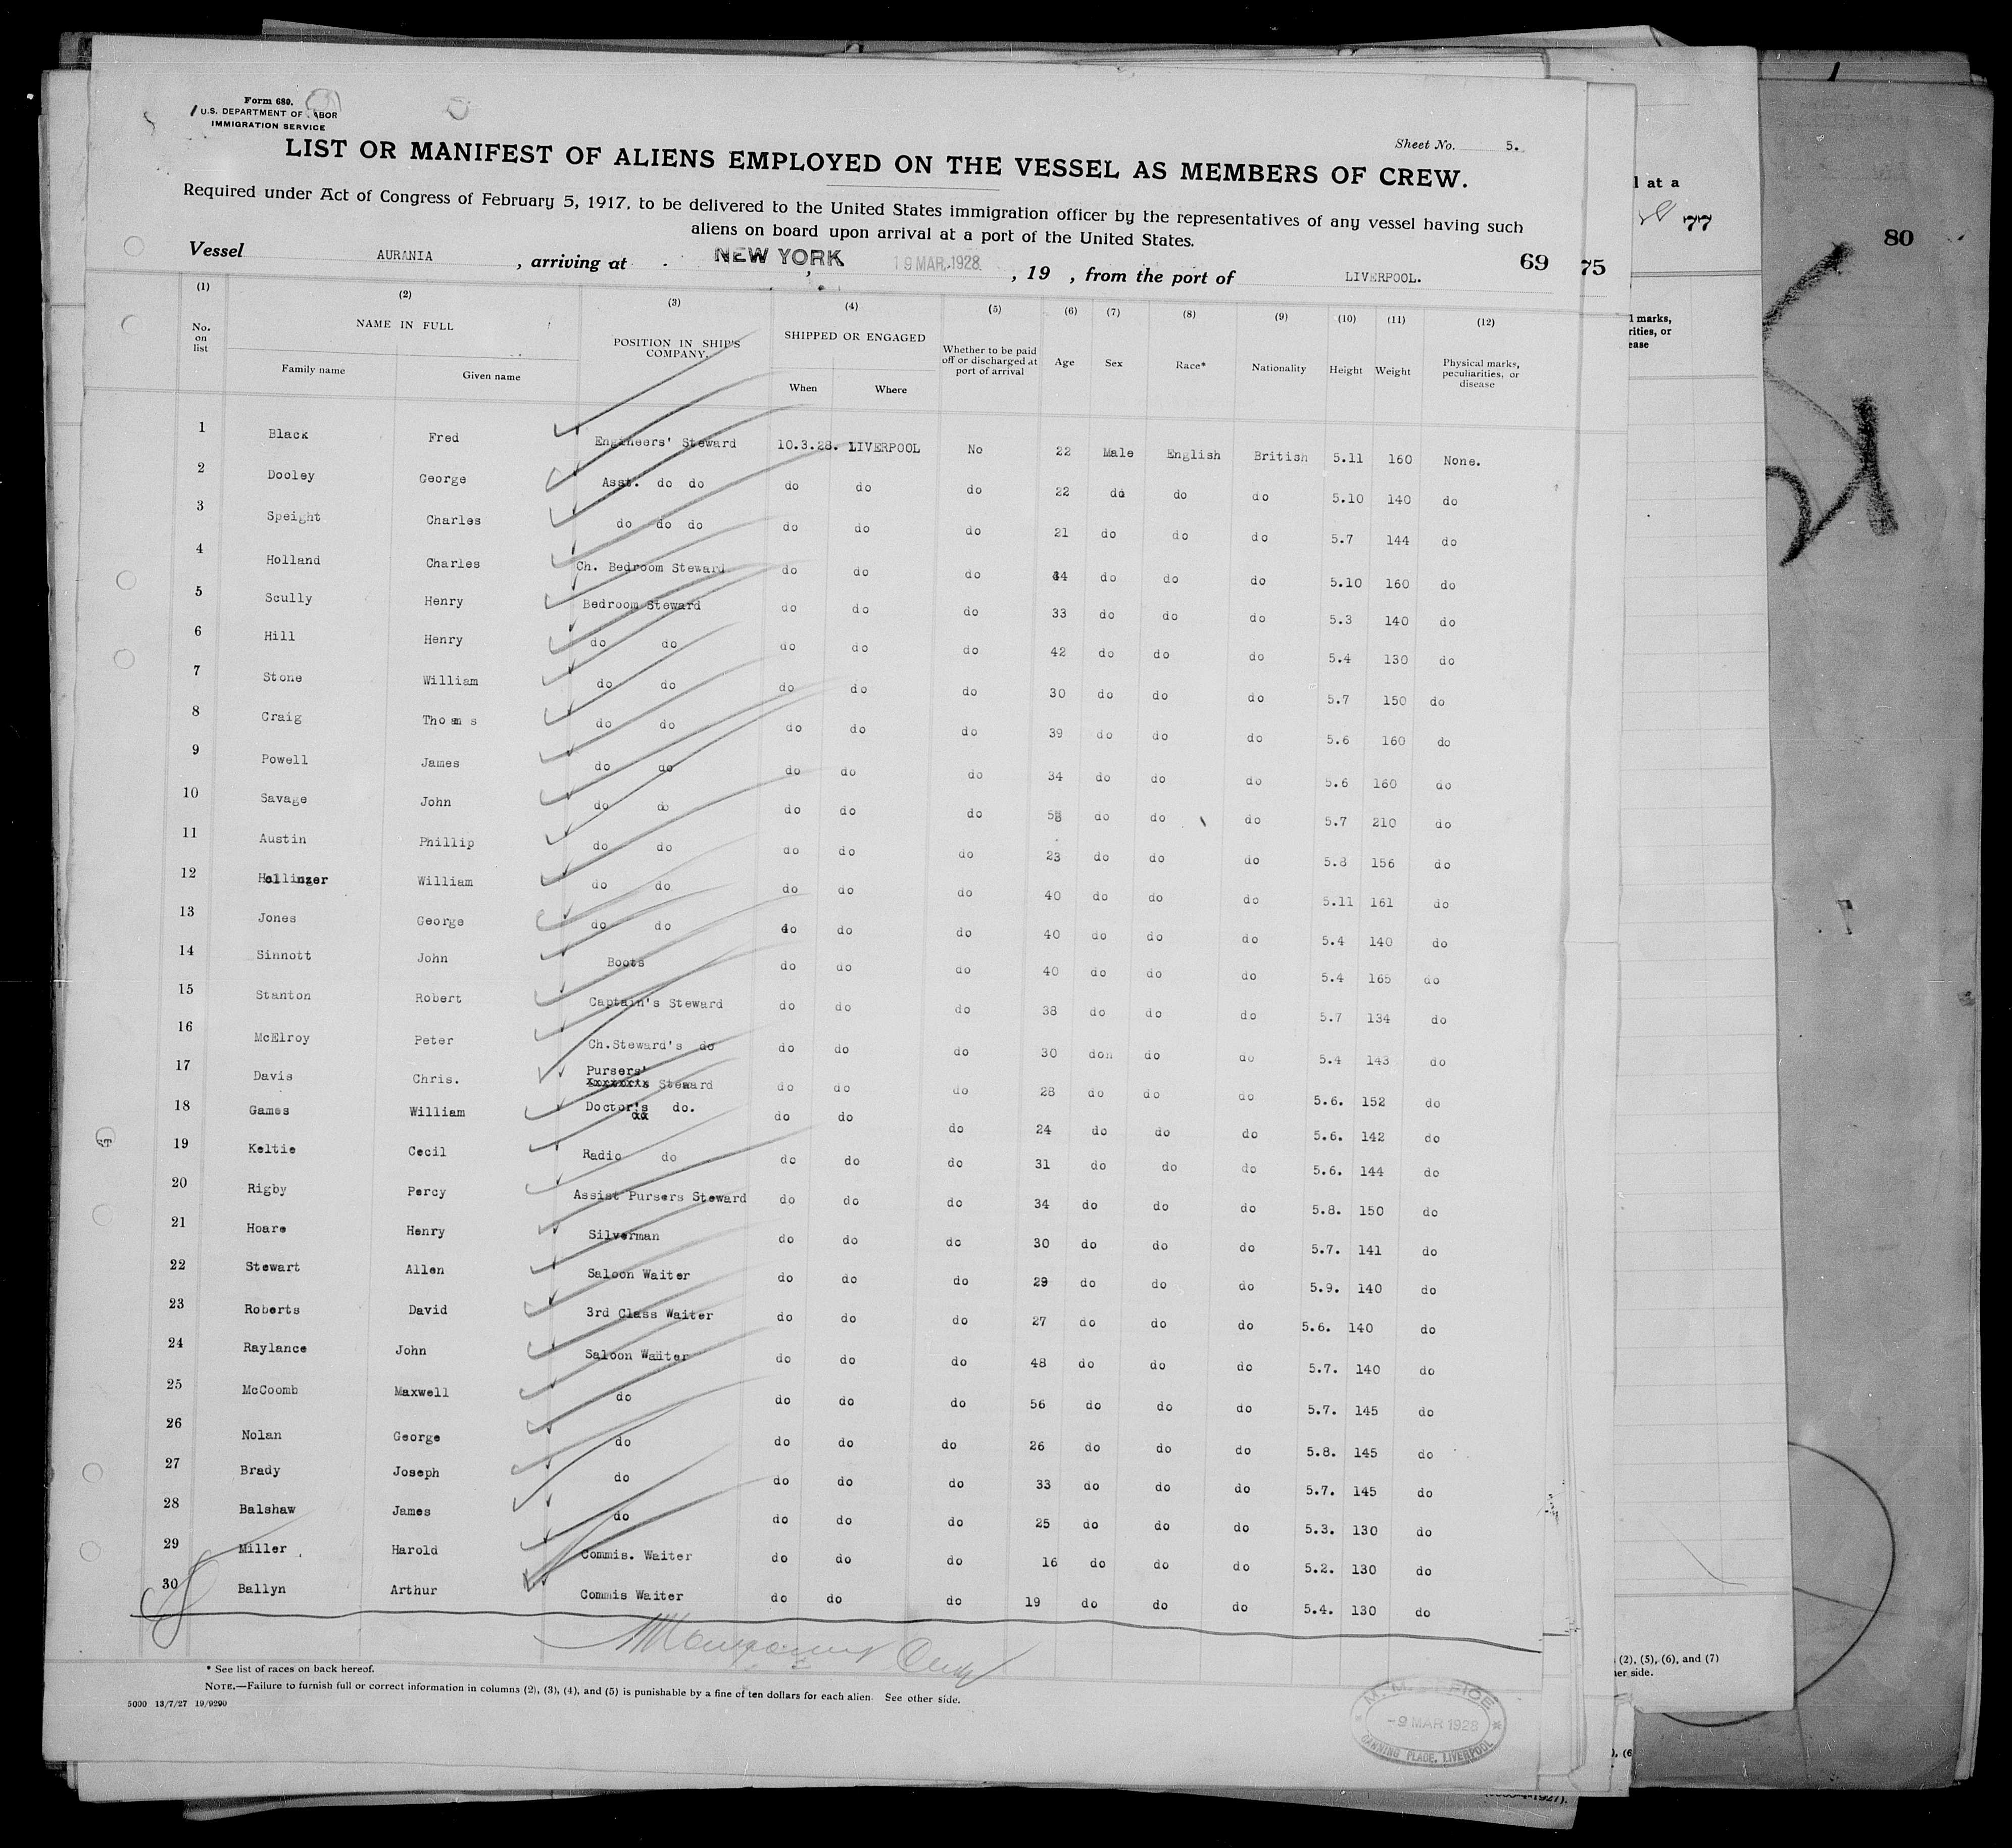 Form 680.
U.S. DEPARTMENT OF LABOR
IMMIGRATION SERVICE
Sheet No. 5.
LIST OR MANIFEST OF ALIENS EMPLOYED ON THE VESSEL AS MEMBERS OF CREW.
Required under Act of Congress of February 5, 1917, to be delivered to the United States immigration officer by the representatives of any vessel having such
aliens on board upon arrival at a port of the United States.
Vessel AURANIA , arriving at NEW YORK 19 MAR. 1928 , 19 , from the port of LIVERPOOL. 69
(1) (2) (3) (4) (5) (6) (7) (8) (9) (10) (11) (12)
No. on list NAME IN FULL Family name Given name POSITION IN SHIP'S COMPANY. SHIPPED OR ENGAGED When Where Whether to be paid off or discharged at port of arrival Age Sex Race* Nationality Height Weight Physical marks, peculiarities, or disease
1 Black Fred Engineers' Steward 10.3.28. LIVERPOOL No 22 Male English British 5.11 160 None.
2 Dooley George Asst. do do do do do 22 do do do 5.10 140 do
3 Speight Charles do do do do do do 21 do do do 5.7 144 do
4 Holland Charles Ch. Bedroom Steward do do do 44 do do do 5.10 160 do
5 Scully Henry Bedroom Steward do do do 33 do do do 5.3 140 do
6 Hill Henry do do do do do 42 do do do 5.4 130 do
7 Stone William do do do do do 30 do do do 5.7 150 do
8 Craig Thomas do do do do do 39 do do do 5.6 160 do
9 Powell James do do do do do 34 do do do 5.6 160 do
10 Savage John do do do do do 58 do do do 5.7 210 do
11 Austin Phillip do do do do do 23 do do do 5.8 156 do
12 William do do do do do 40 do do do 5.11 161 do
13 Jones George do do do do do 40 do do do 5.4 140 do
14 Sinnott John Boots do do do 40 do do do 5.4 165 do
15 Stanton Robert Captain's Steward do do do 38 do do do 5.7 134 do
16 McElroy Peter Ch.Steward's do do do do 30 don do do 5.4 143 do
17 Davis Chris. Pursers' Steward do do do 28 do do do 5.6. 152 do
18 Games William Doctor's do. do do do 24 do do do 5.6. 142 do
19 Keltie Cecil Radio do do do do 31 do do do 5.6. 144 do
20 Rigby Percy Assist Pursers Steward do do do 34 do do do 5.8. 150 do
21 Hoare Henry Silverman do do do 30 do do do 5.7. 141 do
22 Stewart Allen Saloon Waiter do do do 29 do do do 5.9. 140 do
23 Roberts David 3rd Class Waiter do do do 27 do do do 5.6. 140 do
24 Raylance John Saloon Waiter do do do 48 do do do 5.7. 140 do
25 McCoomb Maxwell do do do do 56 do do do 5.7. 145 do
26 Nolan George do do do do 26 do do do 5.8. 145 do
27 Brady Joseph do do do do 33 do do do 5.7. 145 do
28 Balshaw James do do do do 25 do do do 5.3. 130 do
29 Miller Harold Commis. Waiter do do do 16 do do do 5.2. 130 do
30 Ballyn Arthur Commis Waiter do do do 19 do do do 5.4. 130 do
* See list of races on back hereof.
NOTE.—Failure to furnish full or correct information in columns (2), (3), (4), and (5) is punishable by a fine of ten dollars for each alien. See other side.
5000 13/7/27 19/9290
M. M. OFFICE
-9 MAR 1928
CANNING PLACE, LIVERPOOL
75
l at a
77
80
l marks,
rities, or
ease
(2), (5), (6), and (7)
her side.